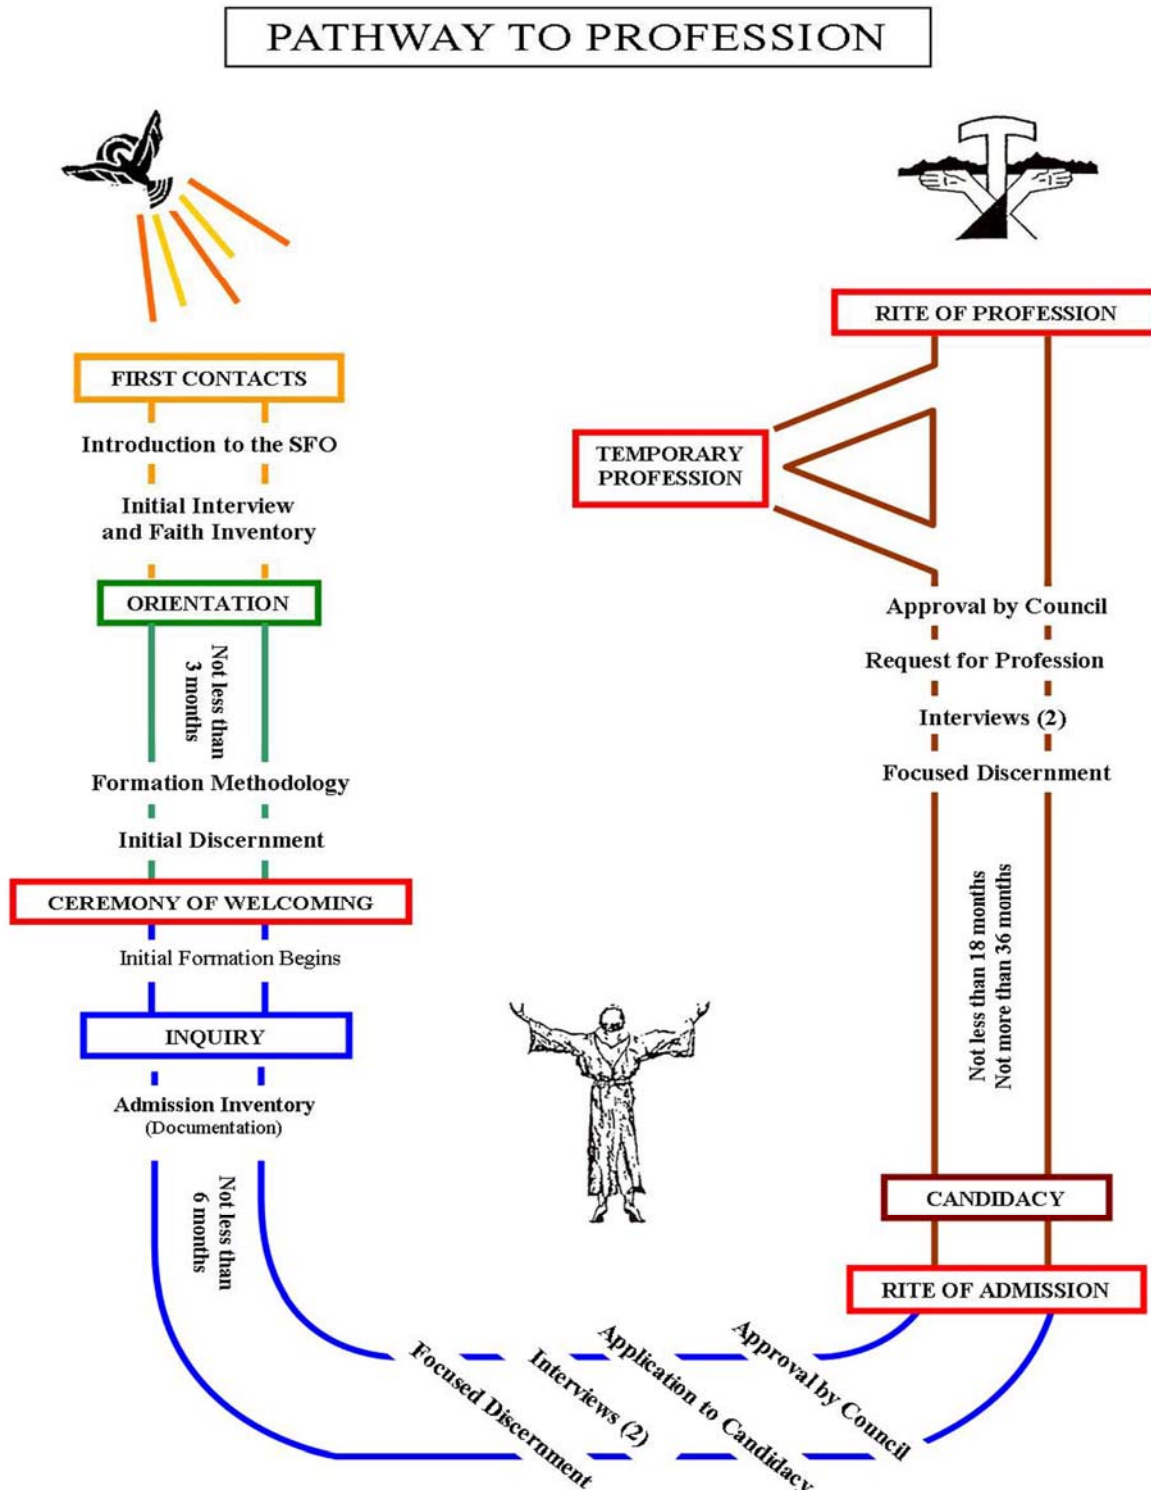 PATHWAY TO PROFESSION
FIRST CONTACTS
Introduction to the SFO
Initial Interview
and Faith Inventory
ORIENTATION
Not less than
3 months
Formation Methodology
Initial Discernment
CEREMONY OF WELCOMING
Initial Formation Begins
INQUIRY
Admission Inventory
(Documentation)
Not less than
6 months
Focused Discernment
Interviews (2)
Application to Candidacy
Approval by Council
RITE OF ADMISSION
CANDIDACY
Not less than 18 months
Not more than 36 months
Focused Discernment
Interviews (2)
Request for Profession
Approval by Council
TEMPORARY
PROFESSION
RITE OF PROFESSION